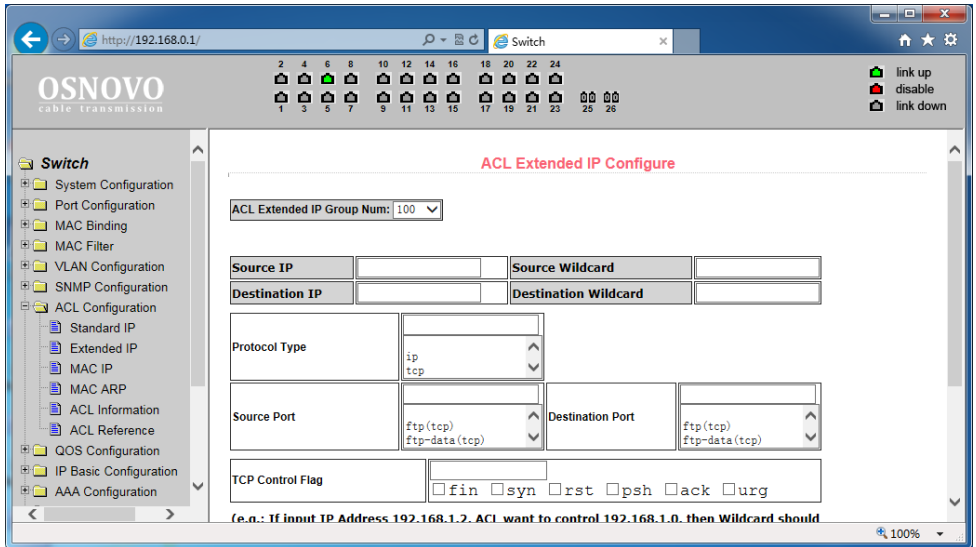 http://192.168.0.1/
Switch
OSNOVO
cable transmission
2 4 6 8 10 12 14 16 18 20 22 24
1 3 5 7 9 11 13 15 17 19 21 23 25 26
link up
disable
link down
Switch
System Configuration
Port Configuration
MAC Binding
MAC Filter
VLAN Configuration
SNMP Configuration
ACL Configuration
Standard IP
Extended IP
MAC IP
MAC ARP
ACL Information
ACL Reference
QOS Configuration
IP Basic Configuration
AAA Configuration
ACL Extended IP Configure
ACL Extended IP Group Num: 100
Source IP
Source Wildcard
Destination IP
Destination Wildcard
Protocol Type
ip
tcp
Source Port
ftp(tcp)
ftp-data(tcp)
Destination Port
ftp(tcp)
ftp-data(tcp)
TCP Control Flag
fin syn rst psh ack urg
(e.g.: If input IP Address 192.168.1.2, ACL want to control 192.168.1.0, then Wildcard should
100%